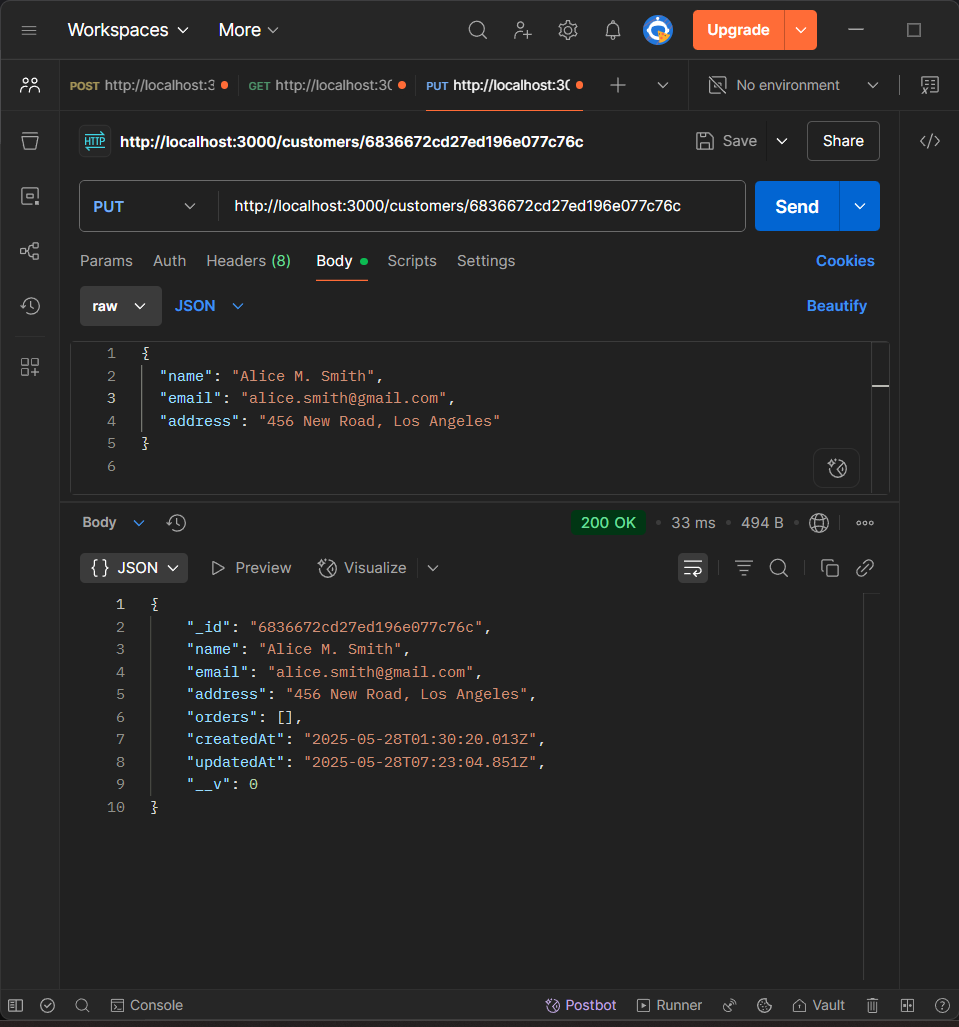 Workspaces More Upgrade
POST http://localhost:3 GET http://localhost:30 PUT http://localhost:30 No environment
HTTP http://localhost:3000/customers/6836672cd27ed196e077c76c Save Share
PUT http://localhost:3000/customers/6836672cd27ed196e077c76c Send
Params Auth Headers (8) Body Scripts Settings Cookies
raw JSON Beautify
1 {
2 "name": "Alice M. Smith",
3 "email": "alice.smith@gmail.com",
4 "address": "456 New Road, Los Angeles"
5 }
6
Body 200 OK 33 ms 494 B
{} JSON Preview Visualize
1 {
2 "_id": "6836672cd27ed196e077c76c",
3 "name": "Alice M. Smith",
4 "email": "alice.smith@gmail.com",
5 "address": "456 New Road, Los Angeles",
6 "orders": [],
7 "createdAt": "2025-05-28T01:30:20.013Z",
8 "updatedAt": "2025-05-28T07:23:04.851Z",
9 "__v": 0
10 }
Console Postbot Runner Vault